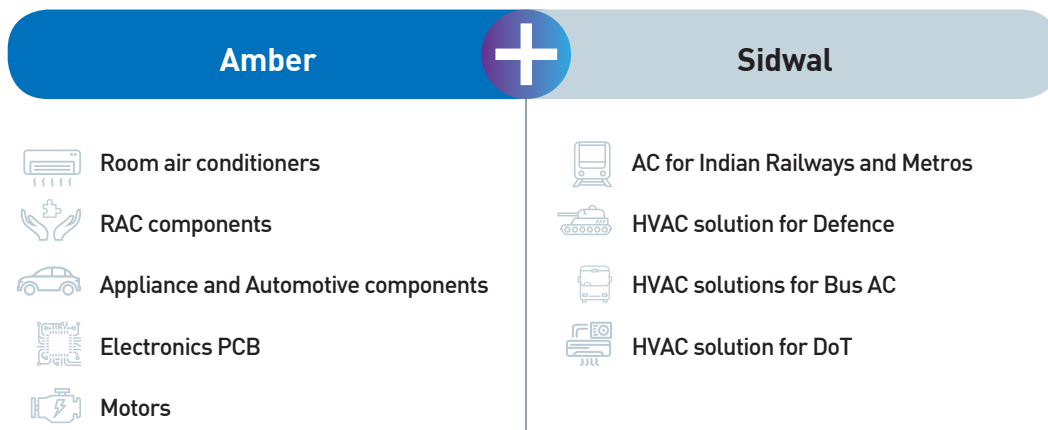 Amber
Sidwal
Room air conditioners
RAC components
Appliance and Automotive components
Electronics PCB
Motors
AC for Indian Railways and Metros
HVAC solution for Defence
HVAC solutions for Bus AC
HVAC solution for DoT